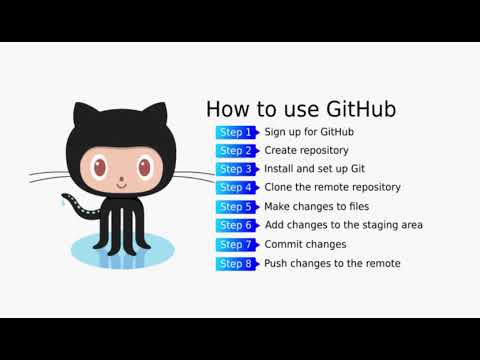 How to use GitHub
Step 1 Sign up for GitHub
Step 2 Create repository
Step 3 Install and set up Git
Step 4 Clone the remote repository
Step 5 Make changes to files
Step 6 Add changes to the staging area
Step 7 Commit changes
Step 8 Push changes to the remote